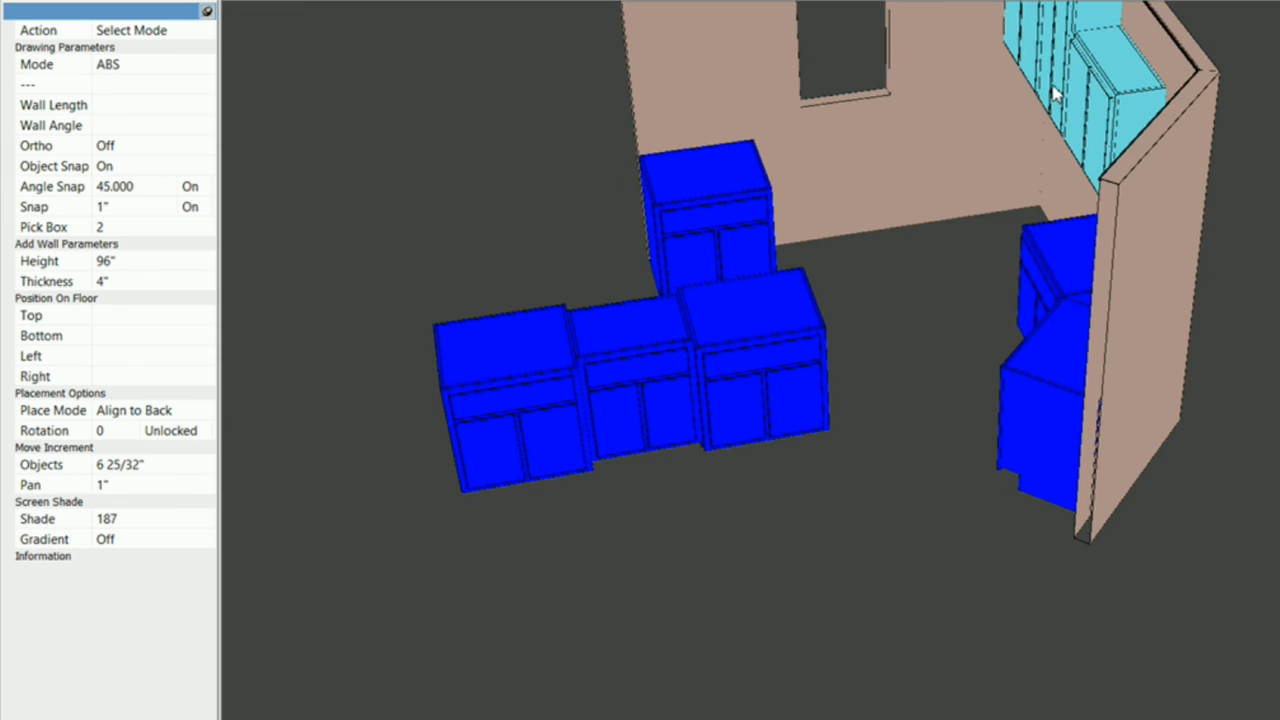 Action Select Mode
Drawing Parameters
Mode ABS
---
Wall Length
Wall Angle
Ortho Off
Object Snap On
Angle Snap 45.000 On
Snap 1" On
Pick Box 2
Add Wall Parameters
Height 96"
Thickness 4"
Position On Floor
Top
Bottom
Left
Right
Placement Options
Place Mode Align to Back
Rotation 0 Unlocked
Move Increment
Objects 6 25/32"
Pan 1"
Screen Shade
Shade 187
Gradient Off
Information